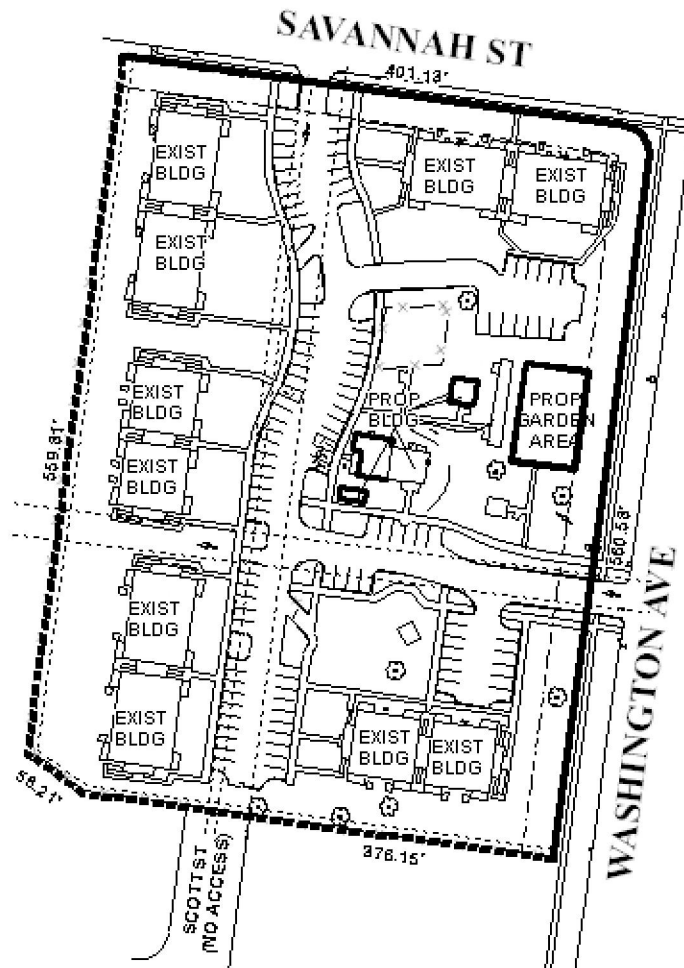 SAVANNAH ST
401.13'
EXIST
BLDG
EXIST
BLDG
EXIST
BLDG
EXIST
BLDG
EXIST
BLDG
PROP
BLDG
PROP
GARDEN
AREA
EXIST
BLDG
559.81'
560.58'
EXIST
BLDG
WASHINGTON AVE
EXIST
BLDG
EXIST
BLDG
EXIST
BLDG
58.21'
376.15'
SCOTT ST
(NO ACCESS)